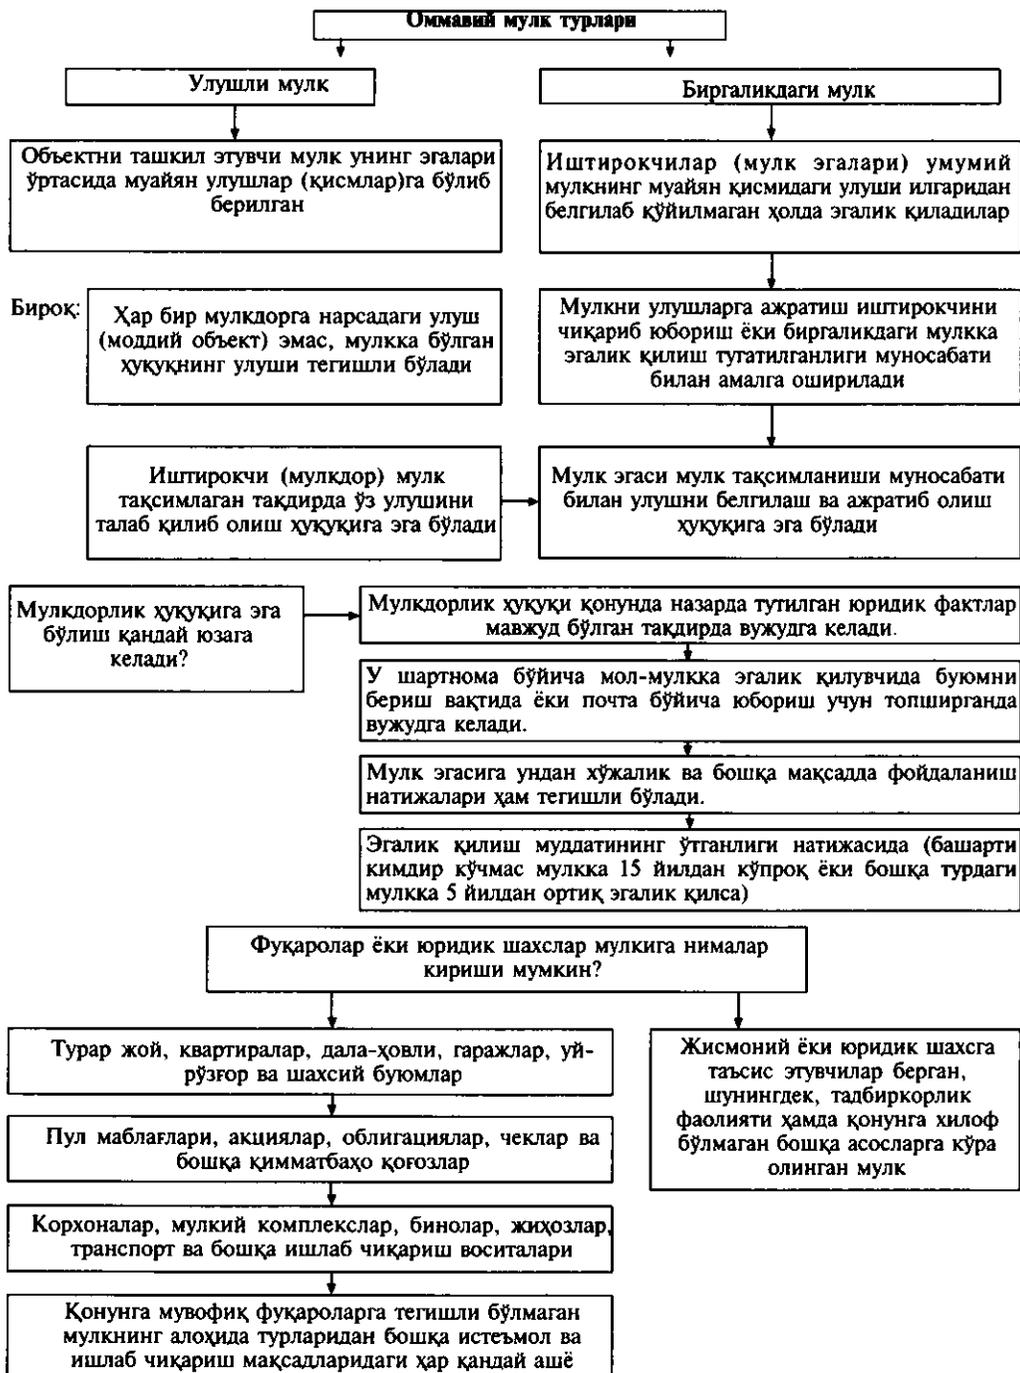 Оммавий мулк турлари
Улушли мулк
Биргаликдаги мулк
Объектни ташкил этувчи мулк унинг эгалари
ўртасида муайян улушлар (қисмлар)га бўлиб
берилган
Иштирокчилар (мулк эгалари) умумий
мулкнинг муайян қисмидаги улуши илгаридан
белгилаб қўйилмаган ҳолда эгалик қиладилар
Бироқ:
Ҳар бир мулкдорга нарсадаги улуш
(моддий объект) эмас, мулкка бўлган
ҳуқуқнинг улуши тегишли бўлади
Мулкни улушларга ажратиш иштирокчини
чиқариб юбориш ёки биргаликдаги мулкка
эгалик қилиш тугатилганлиги муносабати
билан амалга оширилади
Иштирокчи (мулкдор) мулк
тақсимлаган тақдирда ўз улушини
талаб қилиб олиш ҳуқуқига эга бўлади
Мулк эгаси мулк тақсимланиши муносабати
билан улушни белгилаш ва ажратиб олиш
ҳуқуқига эга бўлади
Мулкдорлик ҳуқуқига эга
бўлиш қандай юзага
келади?
Мулкдорлик ҳуқуқи қонунда назарда тутилган юридик фактлар
мавжуд бўлган тақдирда вужудга келади.
У шартнома бўйича мол-мулкка эгалик қилувчида буюмни
бериш вақтида ёки почта бўйича юбориш учун топширганда
вужудга келади.
Мулк эгасига ундан хўжалик ва бошқа мақсадда фойдаланиш
натижалари ҳам тегишли бўлади.
Эгалик қилиш муддатининг ўтганлиги натижасида (башарти
кимдир кўчмас мулкка 15 йилдан кўпроқ ёки бошқа турдаги
мулкка 5 йилдан ортиқ эгалик қилса)
Фуқаролар ёки юридик шахслар мулкига нималар
кириши мумкин?
Турар жой, квартиралар, дала-ҳовли, гаражлар, уй-
рўзғор ва шахсий буюмлар
Пул маблағлари, акциялар, облигациялар, чеклар ва
бошқа қимматбаҳо қоғозлар
Корхоналар, мулкий комплекслар, бинолар, жиҳозлар,
транспорт ва бошқа ишлаб чиқариш воситалари
Қонунга мувофиқ фуқароларга тегишли бўлмаган
мулкнинг алоҳида турларидан бошқа истеъмол ва
ишлаб чиқариш мақсадларидаги ҳар қандай ашё
Жисмоний ёки юридик шахсга
таъсис этувчилар берган,
шунингдек, тадбиркорлик
фаолияти ҳамда қонунга хилоф
бўлмаган бошқа асосларга кўра
олинган мулк